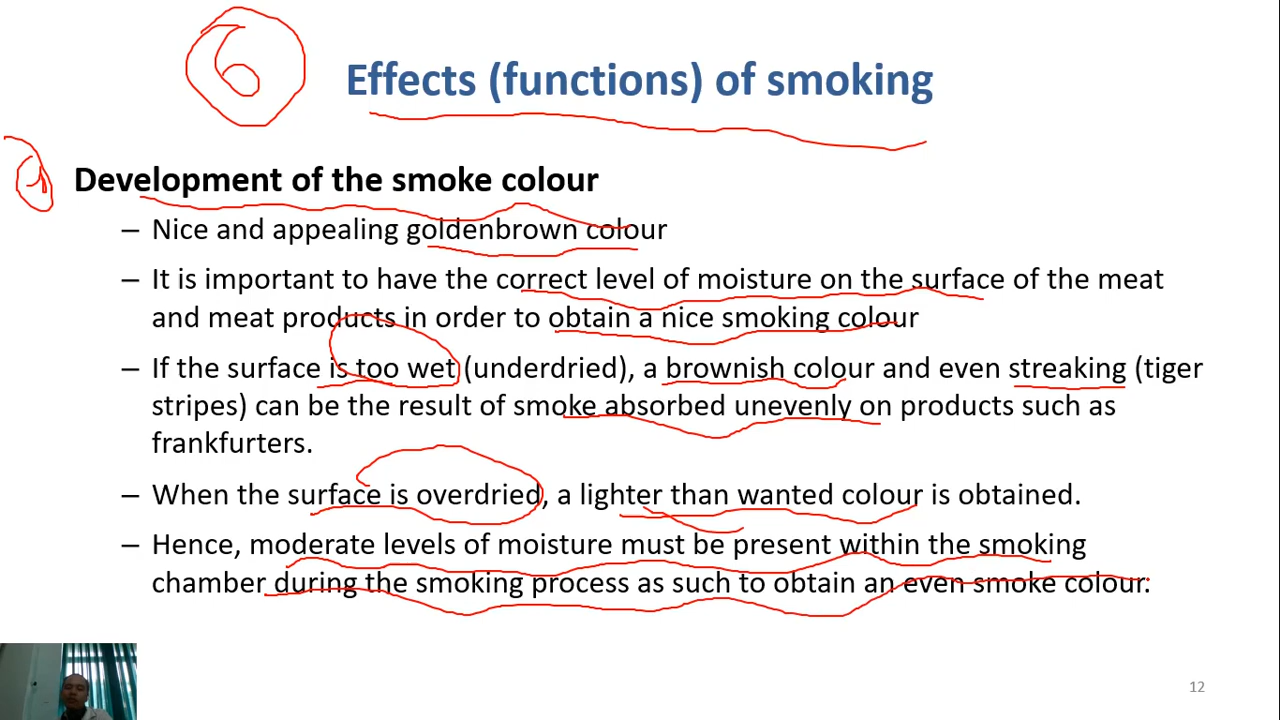 6
Effects (functions) of smoking
Development of the smoke colour
– Nice and appealing goldenbrown colour
– It is important to have the correct level of moisture on the surface of the meat
and meat products in order to obtain a nice smoking colour
– If the surface is too wet (underdried), a brownish colour and even streaking (tiger
stripes) can be the result of smoke absorbed unevenly on products such as
frankfurters.
– When the surface is overdried, a lighter than wanted colour is obtained.
– Hence, moderate levels of moisture must be present within the smoking
chamber during the smoking process as such to obtain an even smoke colour.
12